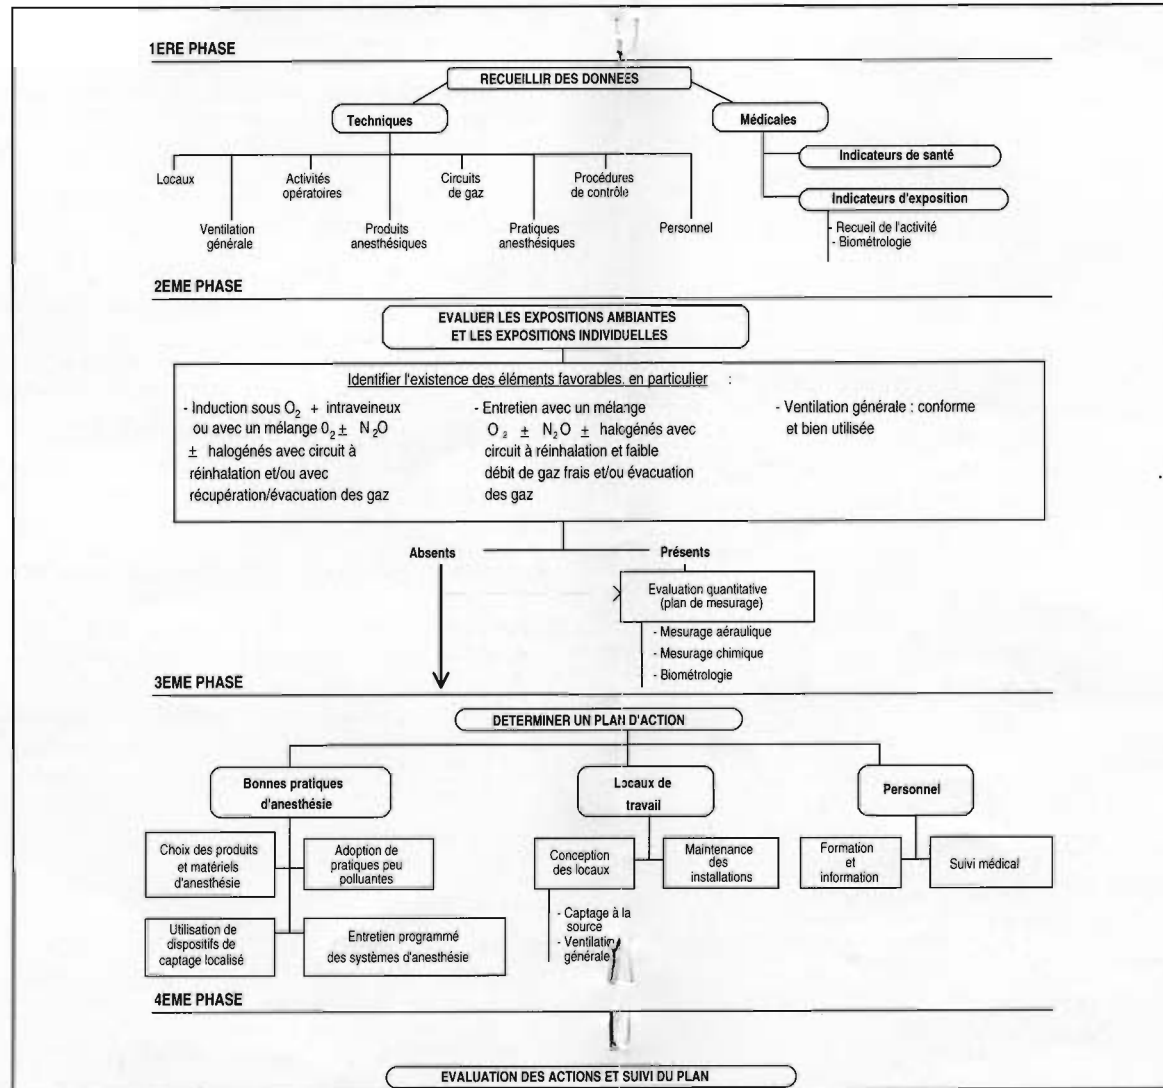 1ERE PHASE
RECUEILLIR DES DONNEES
Techniques
Médicales
Locaux
Ventilation
générale
Activités
opératoires
Produits
anesthésiques
Circuits
de gaz
Pratiques
anesthésiques
Procédures
de contrôle
Personnel
Indicateurs de santé
Indicateurs d'exposition
- Recueil de l'activité
- Biométrologie
2EME PHASE
EVALUER LES EXPOSITIONS AMBIANTES
ET LES EXPOSITIONS INDIVIDUELLES
Identifier l'existence des éléments favorables, en particulier :
- Induction sous O2 + intraveineux
ou avec un mélange O2 ± N2O
± halogénés avec circuit à
réinhalation et/ou avec
récupération/évacuation des gaz
- Entretien avec un mélange
O2 ± N2O ± halogénés avec
circuit à réinhalation et faible
débit de gaz frais et/ou évacuation
des gaz
- Ventilation générale : conforme
et bien utilisée
Absents
Présents
Evaluation quantitative
(plan de mesurage)
- Mesurage aéraulique
- Mesurage chimique
- Biométrologie
3EME PHASE
DETERMINER UN PLAN D'ACTION
Bonnes pratiques
d'anesthésie
Choix des produits
et matériels
d'anesthésie
Adoption de
pratiques peu
polluantes
Utilisation de
dispositifs de
captage localisé
Entretien programmé
des systèmes d'anesthésie
Locaux de
travail
Conception
des locaux
- Captage à la
source
- Ventilation
générale
Maintenance
des
installations
Personnel
Formation
et
information
Suivi médical
4EME PHASE
EVALUATION DES ACTIONS ET SUIVI DU PLAN